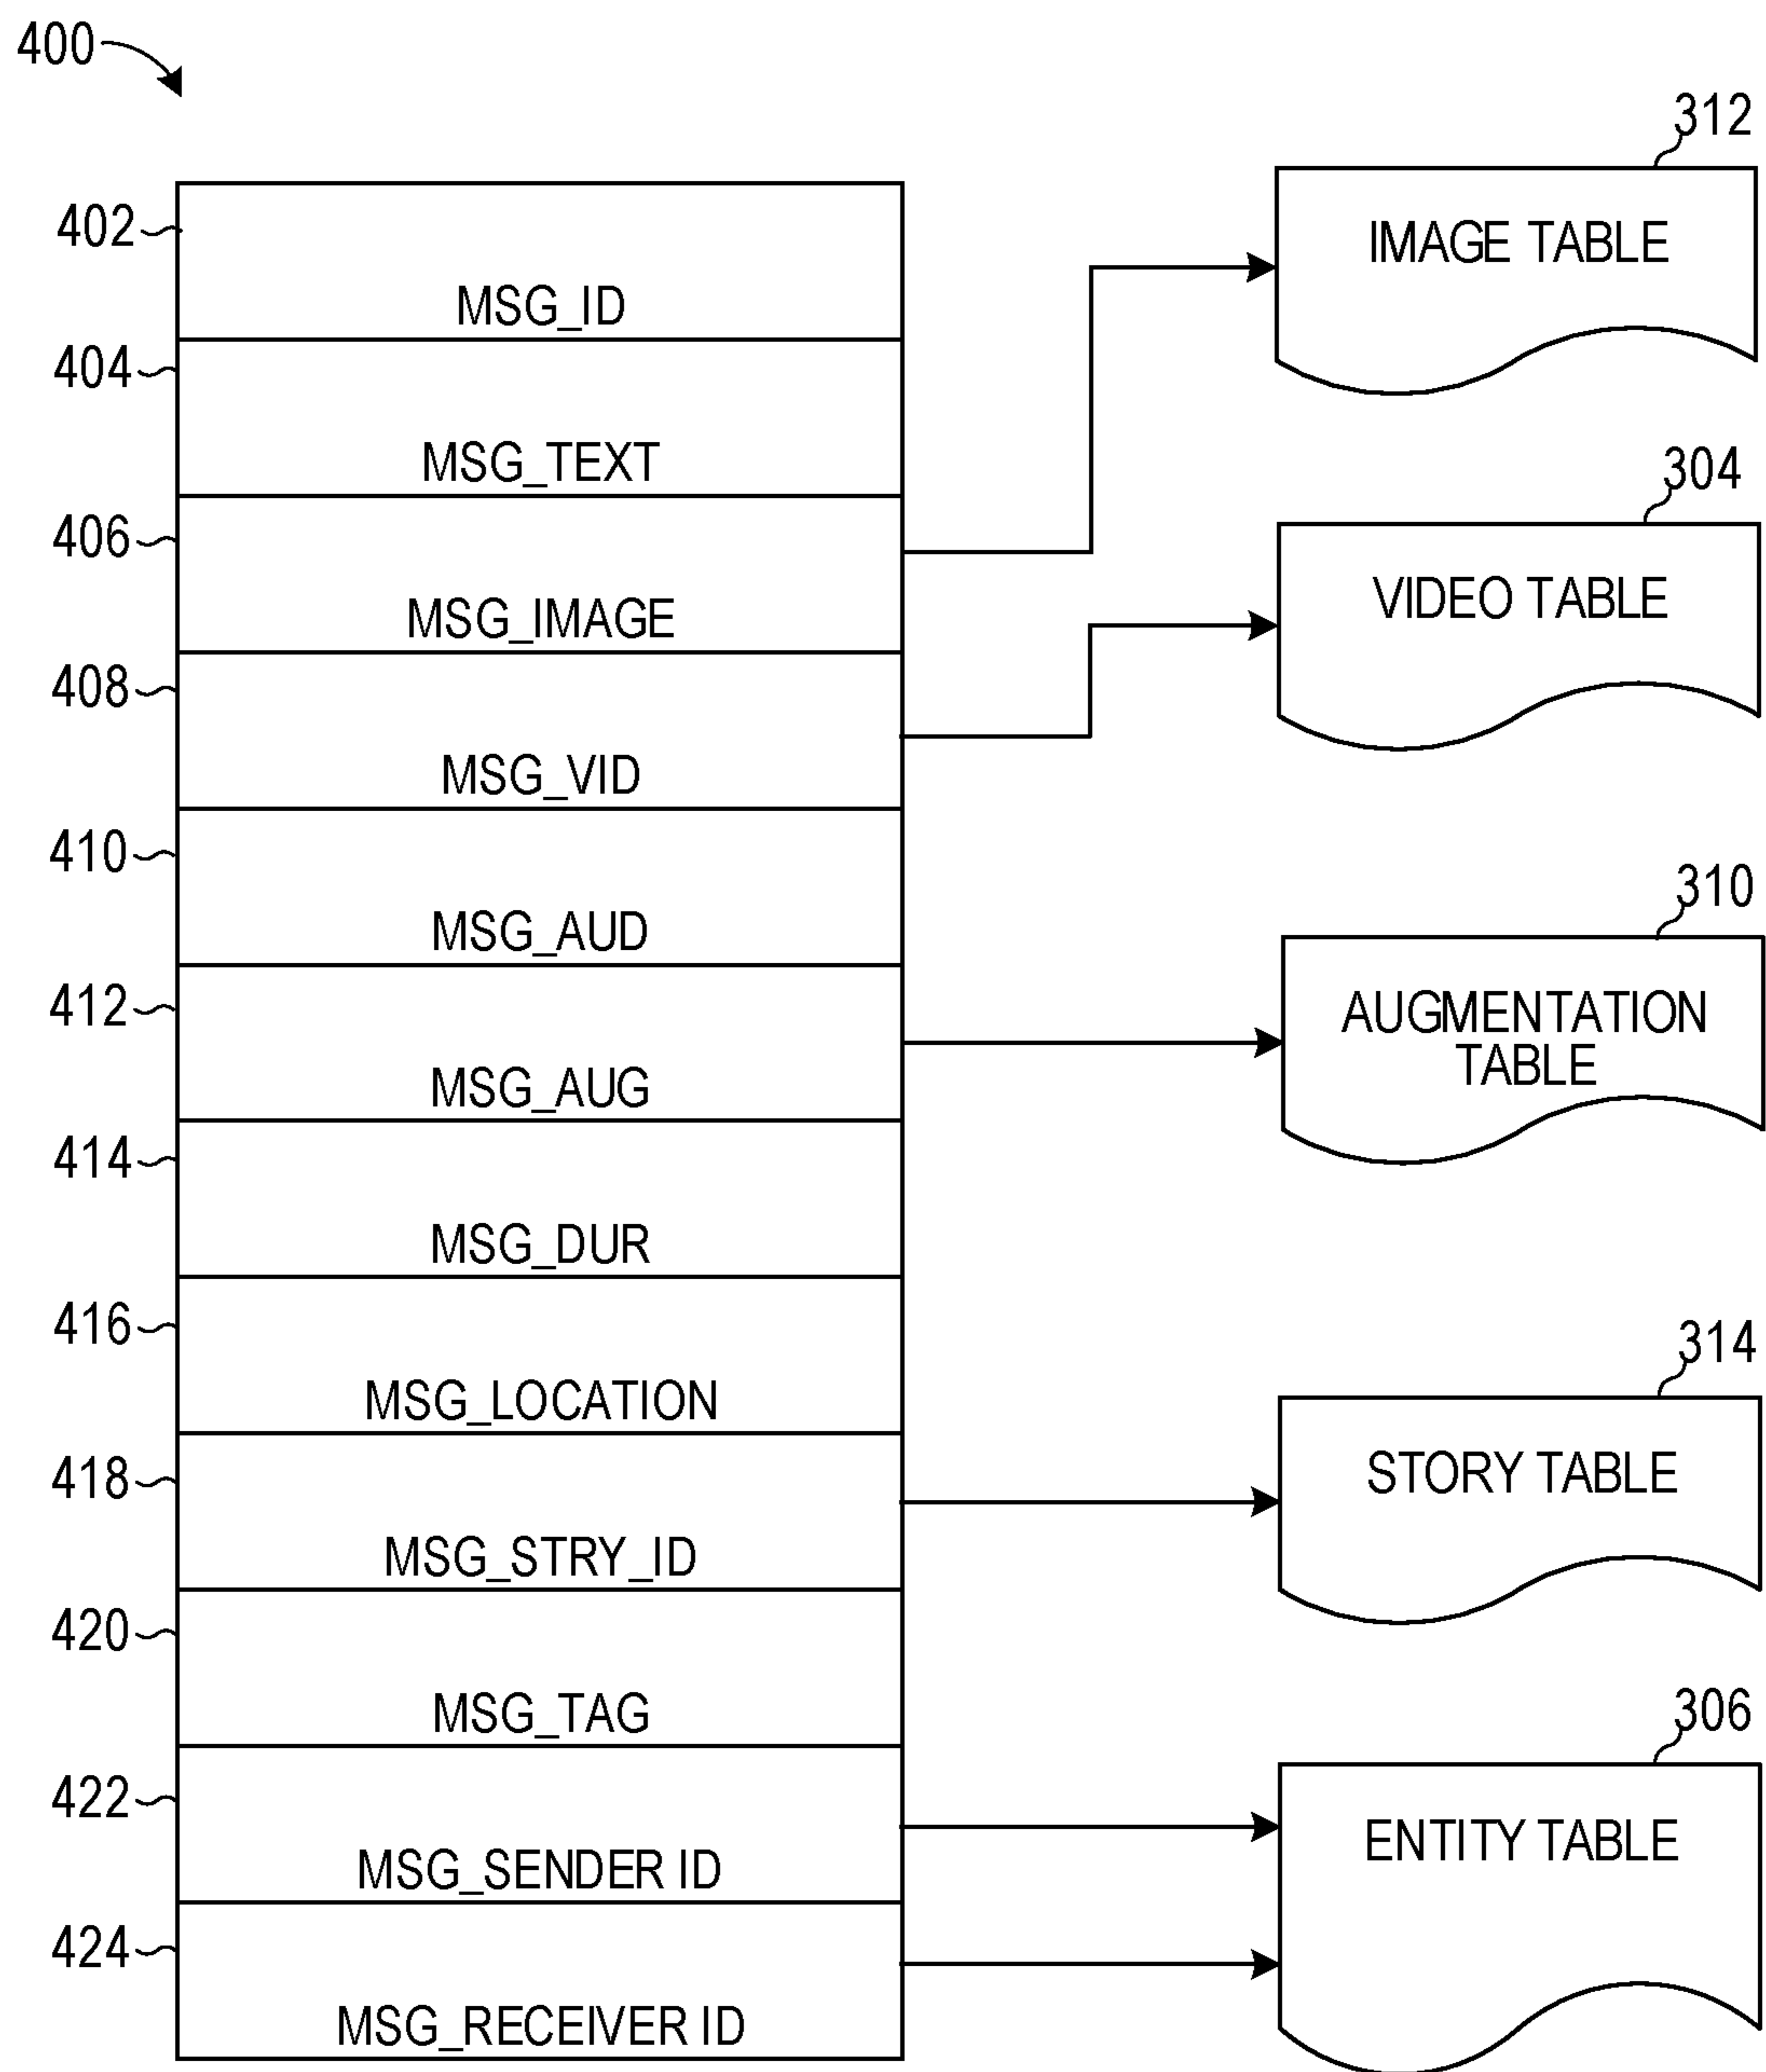 400
312
402
IMAGE TABLE
MSG_ID
404
MSG_TEXT
304
406
VIDEO TABLE
MSG_IMAGE
408
MSG_VID
410
310
MSG_AUD
412
AUGMENTATION
TABLE
MSG_AUG
414
MSG_DUR
416
314
MSG_LOCATION
418
STORY TABLE
MSG_STRY_ID
420
MSG_TAG
306
422
ENTITY TABLE
MSG_SENDER ID
424
MSG_RECEIVER ID